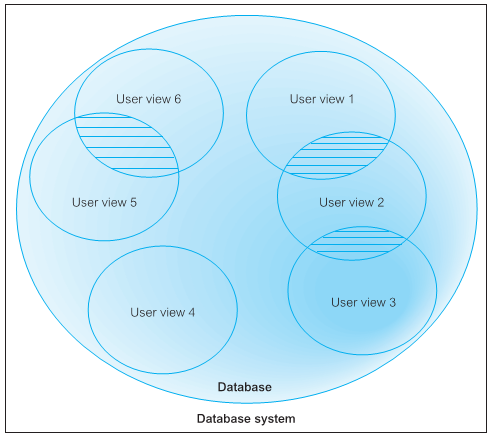 User view 6
User view 1
User view 5
User view 2
User view 4
User view 3
Database
Database system